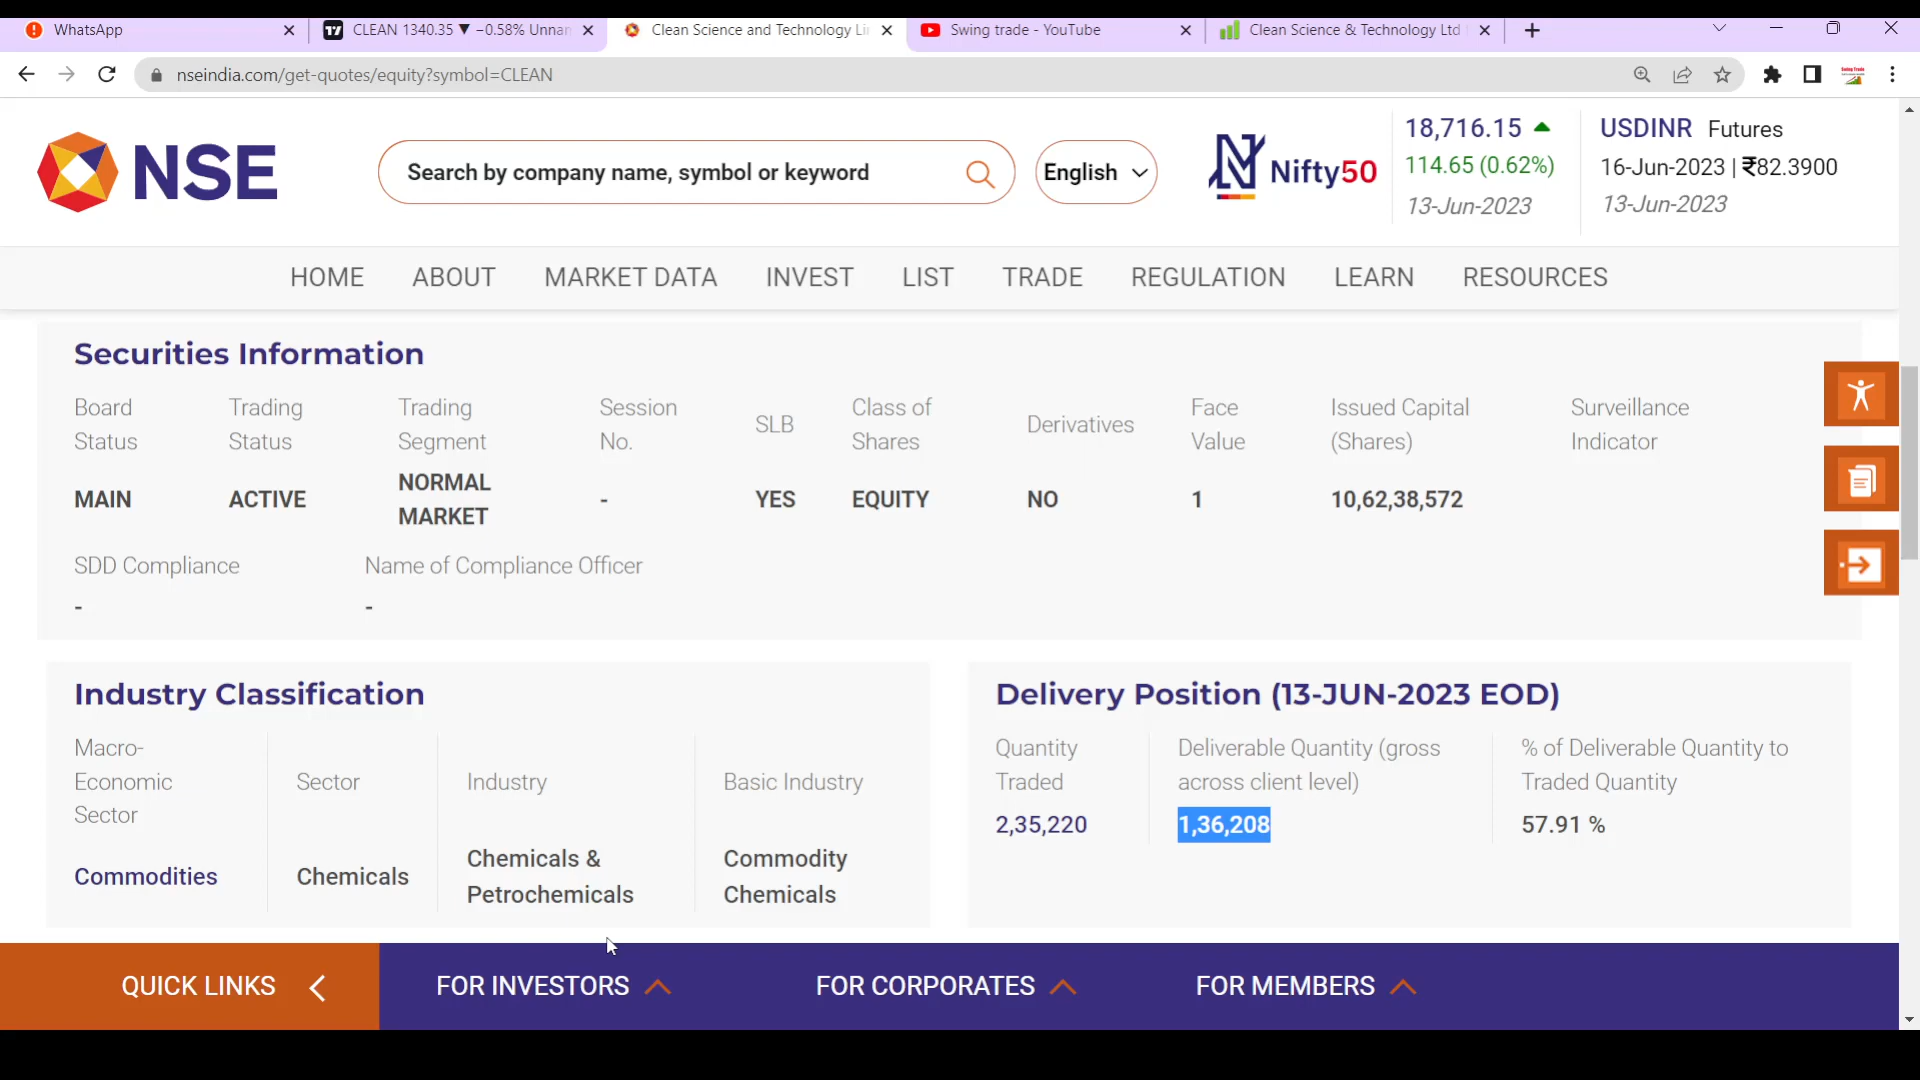 WhatsApp
CLEAN 1340.35 ▼ −0.58% Unnan
Clean Science and Technology Li
Swing trade - YouTube
Clean Science & Technology Ltd
nseindia.com/get-quotes/equity?symbol=CLEAN
NSE
Search by company name, symbol or keyword
English
Nifty50
18,716.15
114.65 (0.62%)
13-Jun-2023
USDINR Futures
16-Jun-2023 | ₹82.3900
13-Jun-2023
HOME ABOUT MARKET DATA INVEST LIST TRADE REGULATION LEARN RESOURCES
Securities Information
Board Status
Trading Status
Trading Segment
Session No.
SLB
Class of Shares
Derivatives
Face Value
Issued Capital (Shares)
Surveillance Indicator
MAIN ACTIVE NORMAL MARKET - YES EQUITY NO 1 10,62,38,572
SDD Compliance Name of Compliance Officer
- -
Industry Classification
Macro-
Economic
Sector
Sector
Industry
Basic Industry
Commodities
Chemicals
Chemicals &
Petrochemicals
Commodity
Chemicals
Delivery Position (13-JUN-2023 EOD)
Quantity
Traded
Deliverable Quantity (gross
across client level)
% of Deliverable Quantity to
Traded Quantity
2,35,220 1,36,208 57.91 %
QUICK LINKS FOR INVESTORS FOR CORPORATES FOR MEMBERS